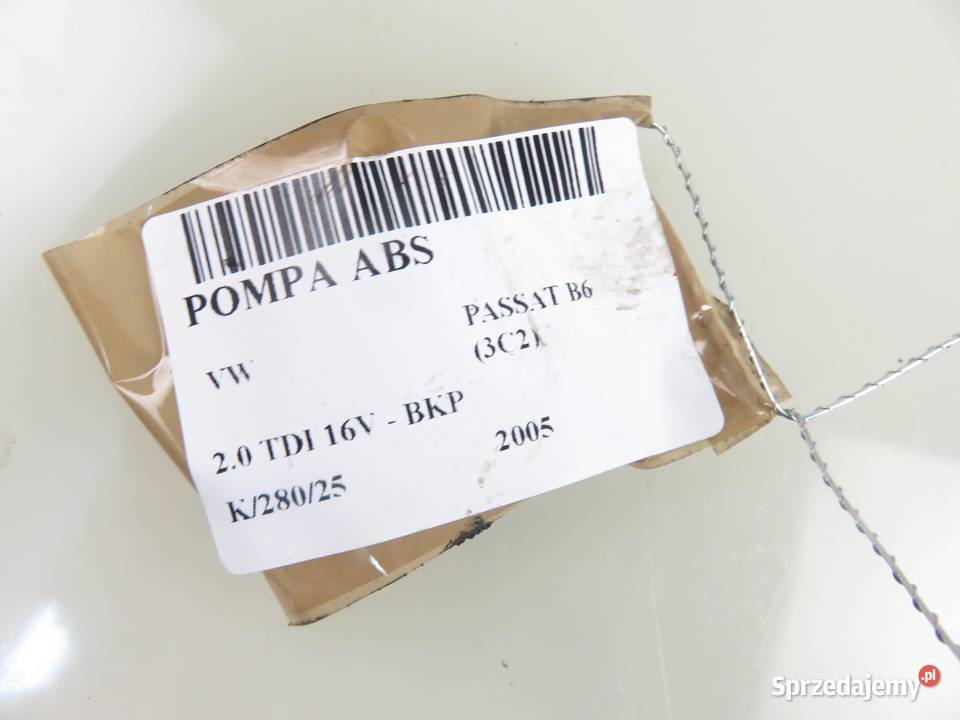 POMPA ABS
VW
PASSAT B6
(3C2)
2.0 TDI 16V - BKP
2005
K/280/25
Sprzedajemy.pl